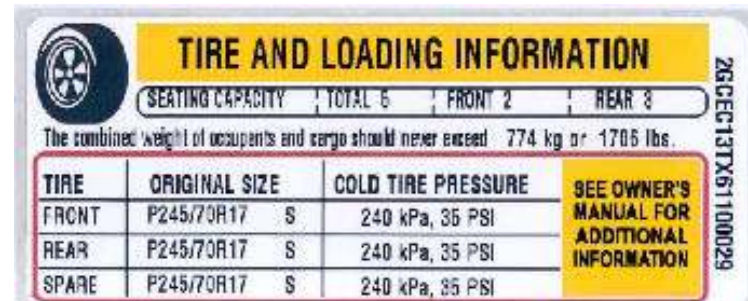 TIRE AND LOADING INFORMATION
SEATING CAPACITY TOTAL 5 FRONT 2 REAR 3
The combined weight of occupants and cargo should never exceed 774 kg or 1706 lbs.
TIRE ORIGINAL SIZE COLD TIRE PRESSURE
FRONT P245/70R17 S 240 kPa, 35 PSI
REAR P245/70R17 S 240 kPa, 35 PSI
SPARE P245/70R17 S 240 kPa, 35 PSI
SEE OWNER'S
MANUAL FOR
ADDITIONAL
INFORMATION
2GCEC13TX61100029